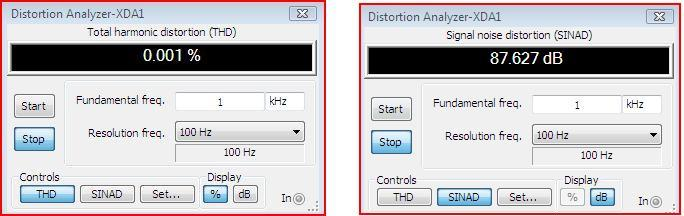 Distortion Analyzer-XDA1
Total harmonic distortion (THD)
0.001 %
Start
Fundamental freq.
1
kHz
Stop
Resolution freq.
100 Hz
100 Hz
Controls
Display
THD
SINAD
Set...
%
dB
In
Distortion Analyzer-XDA1
Signal noise distortion (SINAD)
87.627 dB
Start
Fundamental freq.
1
kHz
Stop
Resolution freq.
100 Hz
100 Hz
Controls
Display
THD
SINAD
Set...
%
dB
In